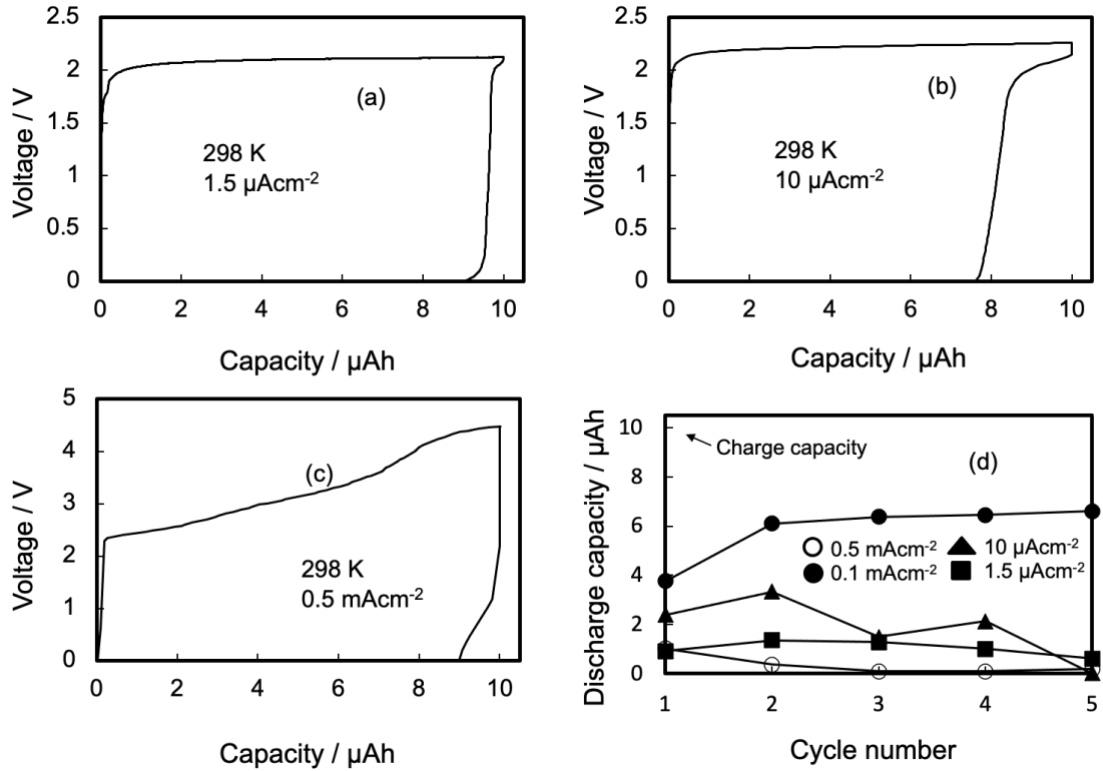 2.5
2
1.5
1
0.5
0
Voltage / V
(a)
298 K
1.5 µAcm-2
0 2 4 6 8 10
Capacity / µAh
2.5
2
1.5
1
0.5
0
Voltage / V
(b)
298 K
10 µAcm-2
0 2 4 6 8 10
Capacity / µAh
5
4
3
2
1
0
Voltage / V
(c)
298 K
0.5 mAcm-2
0 2 4 6 8 10
Capacity / µAh
10
8
6
4
2
0
Discharge capacity / µAh
Charge capacity
(d)
0.5 mAcm-2 10 µAcm-2
0.1 mAcm-2 1.5 µAcm-2
1 2 3 4 5
Cycle number